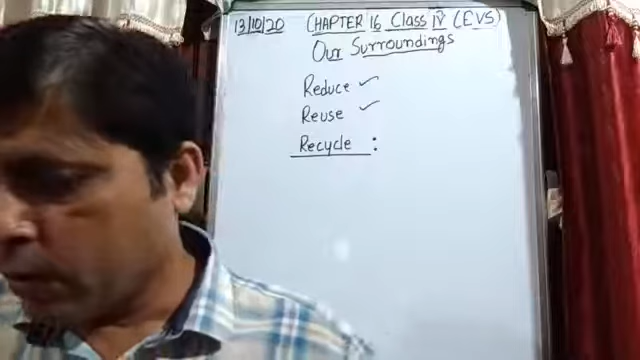 13/10/20 CHAPTER 16 Class IV (EVS)
Our Surroundings
Reduce ✓
Reuse ✓
Recycle :